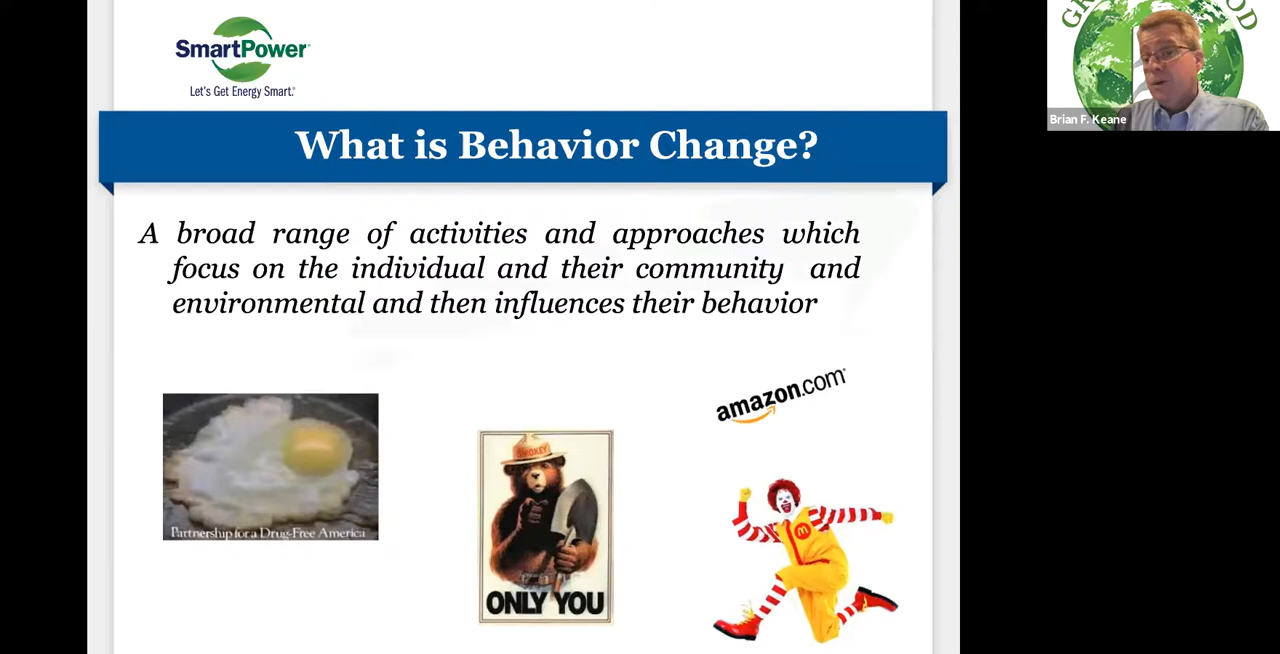 SmartPower®
Let's Get Energy Smart.®
What is Behavior Change?
A broad range of activities and approaches which
focus on the individual and their community and
environmental and then influences their behavior
amazon.com®
Partnership for a Drug-Free America
SMOKEY
ONLY YOU
Brian F. Keane